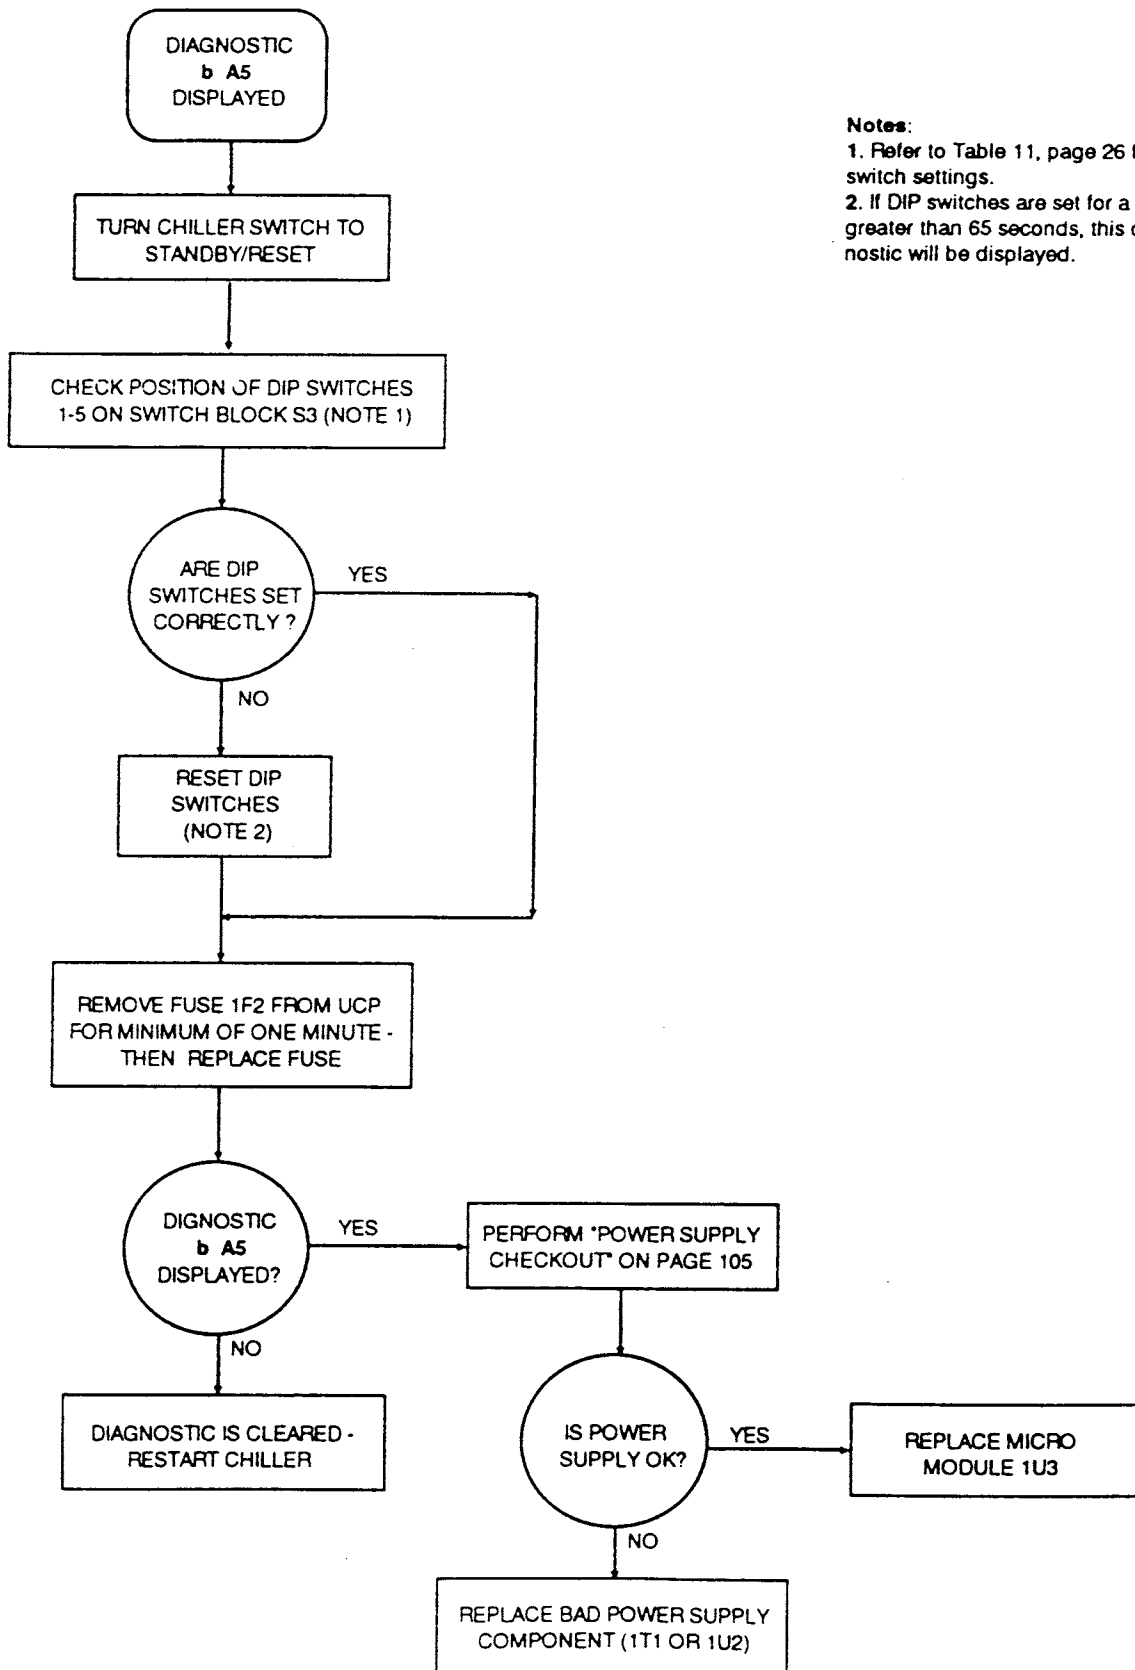 DIAGNOSTIC
b A5
DISPLAYED
Notes:
1. Refer to Table 11, page 26
switch settings.
2. If DIP switches are set for a
greater than 65 seconds, this
nostic will be displayed.
TURN CHILLER SWITCH TO
STANDBY/RESET
CHECK POSITION OF DIP SWITCHES
1-5 ON SWITCH BLOCK S3 (NOTE 1)
ARE DIP
SWITCHES SET
CORRECTLY ?
YES
NO
RESET DIP
SWITCHES
(NOTE 2)
REMOVE FUSE 1F2 FROM UCP
FOR MINIMUM OF ONE MINUTE -
THEN REPLACE FUSE
DIGNOSTIC
b A5
DISPLAYED?
YES
PERFORM "POWER SUPPLY
CHECKOUT" ON PAGE 105
NO
DIAGNOSTIC IS CLEARED -
RESTART CHILLER
IS POWER
SUPPLY OK?
YES
REPLACE MICRO
MODULE 1U3
NO
REPLACE BAD POWER SUPPLY
COMPONENT (1T1 OR 1U2)